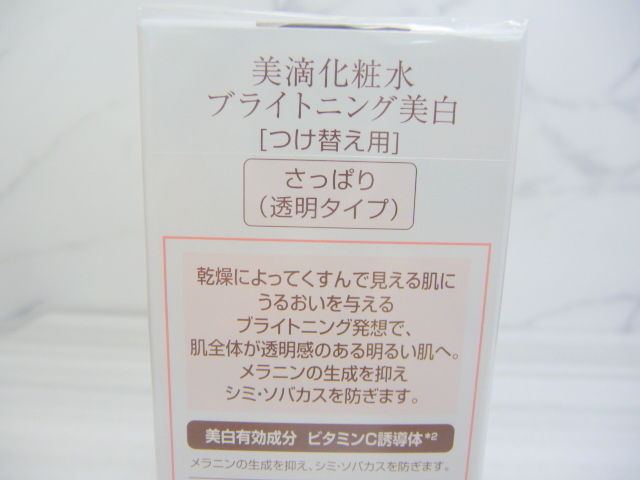 美滴化粧水
ブライトニング美白
[つけ替え用]
さっぱり
(透明タイプ)
乾燥によってくすんで見える肌に
うるおいを与える
ブライトニング発想で、
肌全体が透明感のある明るい肌へ。
メラニンの生成を抑え
シミ・ソバカスを防ぎます。
美白有効成分 ビタミンC誘導体*2
メラニンの生成を抑え、シミ・ソバカスを防ぎます。